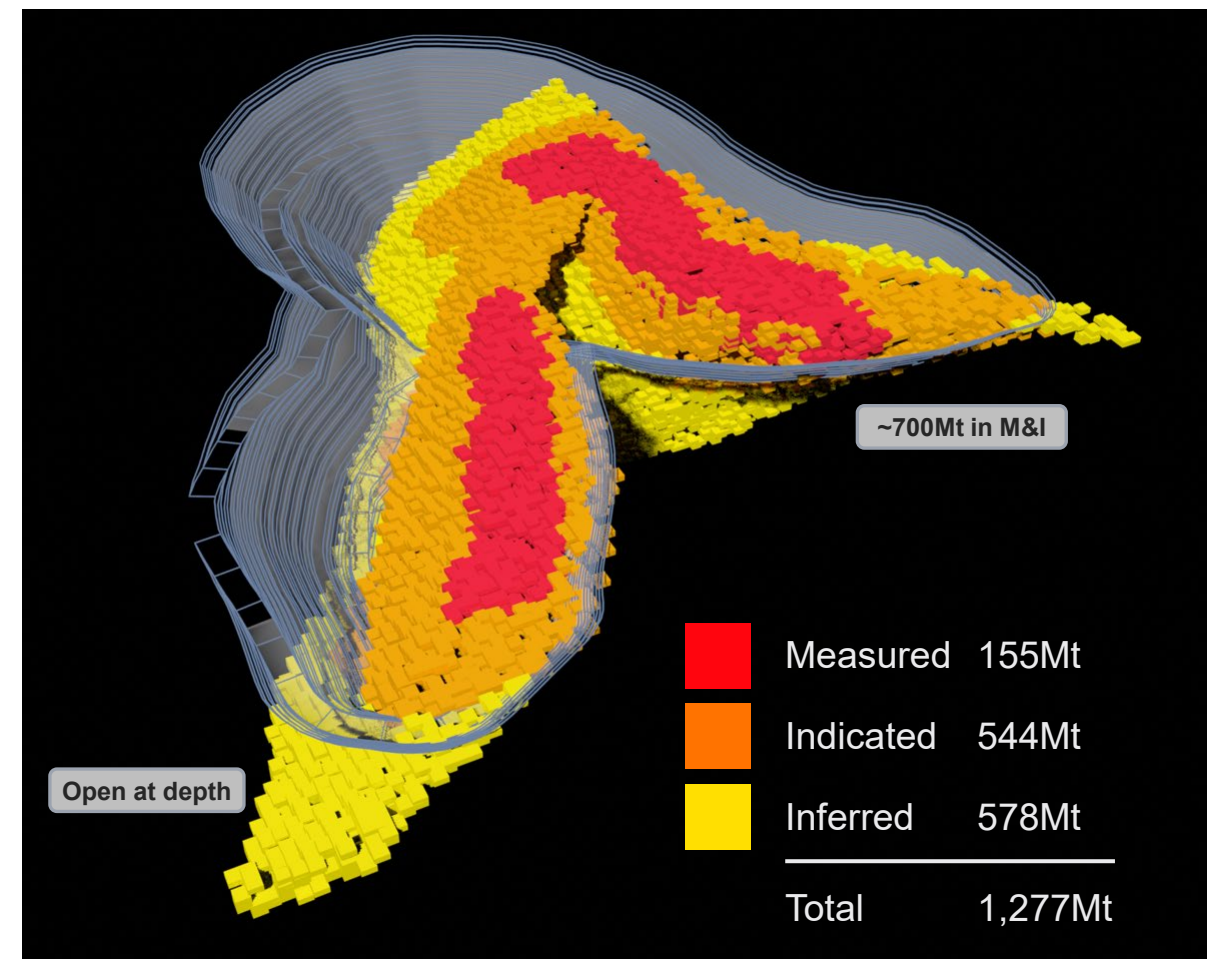 ~700Mt in M&I
Open at depth
Measured 155Mt
Indicated 544Mt
Inferred 578Mt
Total 1,277Mt